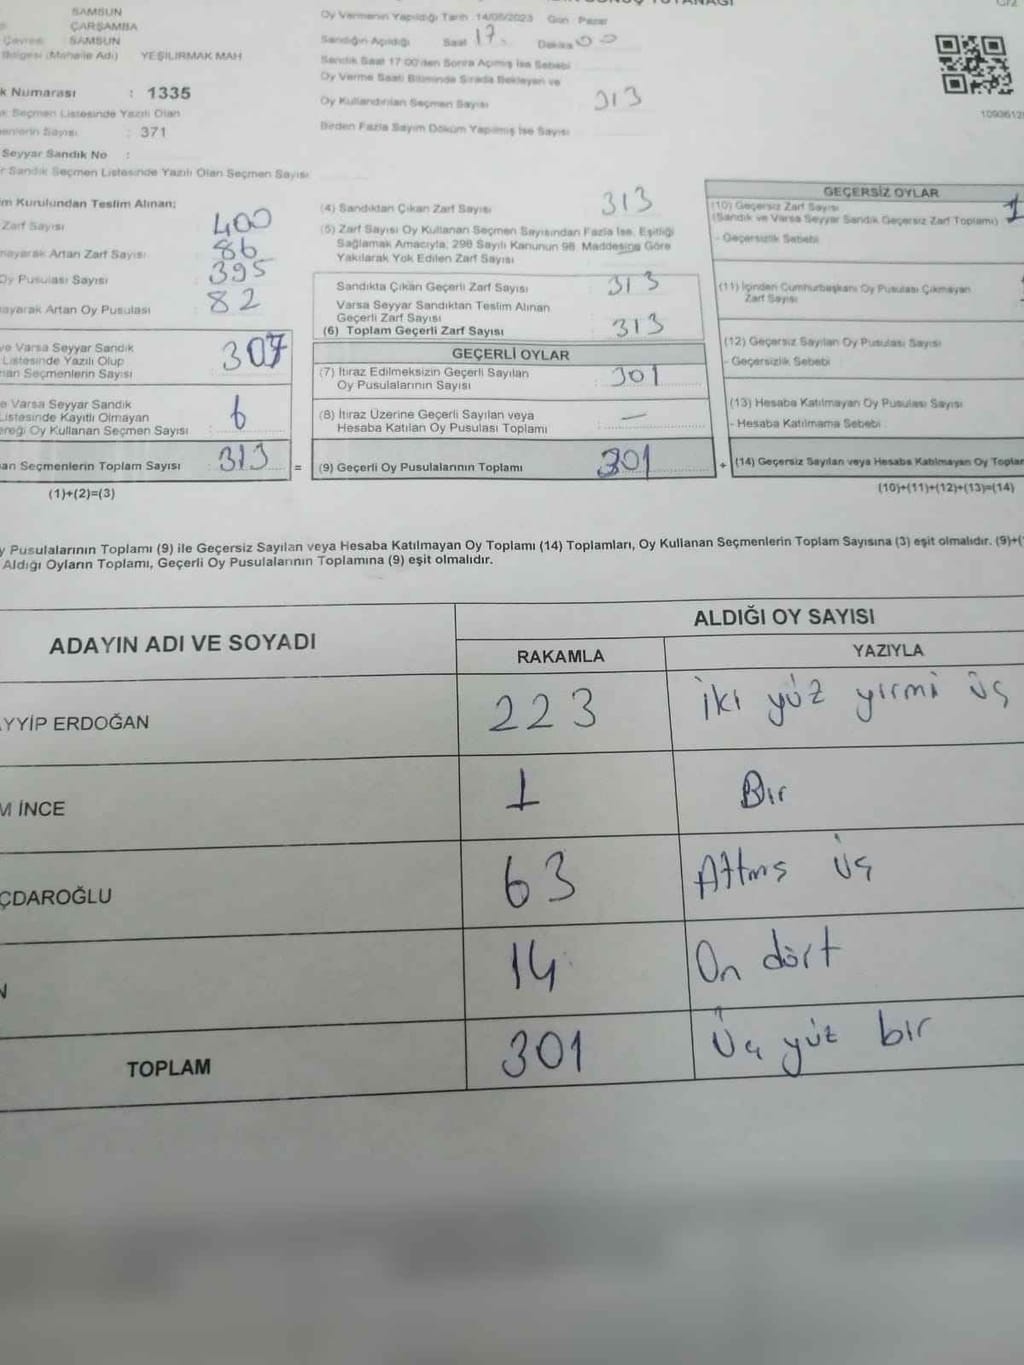 SAMSUN
ÇARŞAMBA
Çevresi SAMSUN
Bölgesi (Mahalle Adı) YEŞİLIRMAK MAH
k Numarası : 1335
k Seçmen Listesinde Yazılı Olan
menlerin Sayısı : 371
Seyyar Sandık No :
r Sandık Seçmen Listesinde Yazılı Olan Seçmen Sayısı
Oy Vermenin Yapıldığı Tarih :14/05/2023 Gün : Pazar
Sandığın Açıldığı Saat 17 Dakika 00
Sandık Saat 17:00'den Sonra Açılmış İse Sebebi
Oy Verme Saati Bitiminde Sırada Bekleyen ve
Oy Kullandırılan Seçmen Sayısı 313
Birden Fazla Sayım Döküm Yapılmış İse Sayısı
m Kurulundan Teslim Alınan;
Zarf Sayısı 400
mayarak Artan Zarf Sayısı 86
Oy Pusulası Sayısı 395
mayarak Artan Oy Pusulası 82
ve Varsa Seyyar Sandık
Listesinde Yazılı Olup
nan Seçmenlerin Sayısı 307
e Varsa Seyyar Sandık
Listesinde Kayıtlı Olmayan
ereği Oy Kullanan Seçmen Sayısı 6
an Seçmenlerin Toplam Sayısı 313 =
(1)+(2)=(3)
(4) Sandıktan Çıkan Zarf Sayısı 313
(5) Zarf Sayısı Oy Kullanan Seçmen Sayısından Fazla İse, Eşitliği
Sağlamak Amacıyla, 298 Sayılı Kanunun 98. Maddesine Göre
Yakılarak Yok Edilen Zarf Sayısı
Sandıkta Çıkan Geçerli Zarf Sayısı 313
Varsa Seyyar Sandıktan Teslim Alınan
Geçerli Zarf Sayısı
(6) Toplam Geçerli Zarf Sayısı 313
GEÇERLİ OYLAR
(7) İtiraz Edilmeksizin Geçerli Sayılan
Oy Pusulalarının Sayısı 301
(8) İtiraz Üzerine Geçerli Sayılan veya
Hesaba Katılan Oy Pusulası Toplamı —
(9) Geçerli Oy Pusulalarının Toplamı 301
GEÇERSİZ OYLAR
(10) Geçersiz Zarf Sayısı
(Sandık ve Varsa Seyyar Sandık Geçersiz Zarf Toplamı)
- Geçersizlik Sebebi
(11) İçinden Cumhurbaşkanı Oy Pusulası Çıkmayan
Zarf Sayısı
(12) Geçersiz Sayılan Oy Pusulası Sayısı
- Geçersizlik Sebebi
(13) Hesaba Katılmayan Oy Pusulası Sayısı
- Hesaba Katılmama Sebebi
+ (14) Geçersiz Sayılan veya Hesaba Katılmayan Oy Toplam
(10)+(11)+(12)+(13)=(14)
y Pusulalarının Toplamı (9) ile Geçersiz Sayılan veya Hesaba Katılmayan Oy Toplamı (14) Toplamları, Oy Kullanan Seçmenlerin Toplam Sayısına (3) eşit olmalıdır. (9)+(
Aldığı Oyların Toplamı, Geçerli Oy Pusulalarının Toplamına (9) eşit olmalıdır.
ADAYIN ADI VE SOYADI
ALDIĞI OY SAYISI
RAKAMLA YAZIYLA
AYYİP ERDOĞAN 223 İki yüz yirmi üç
M İNCE 1 Bir
ÇDAROĞLU 63 Altmış üç
N 14 On dört
TOPLAM 301 Üç yüz bir